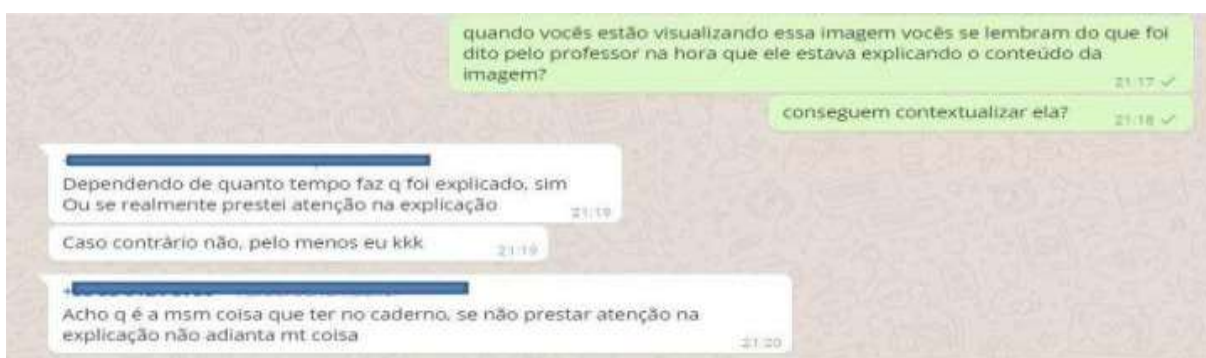 quando vocês estão visualizando essa imagem vocês se lembram do que foi
dito pelo professor na hora que ele estava explicando o conteúdo da
imagem?
21:17
conseguem contextualizar ela?
21:18
Dependendo de quanto tempo faz q foi explicado, sim
Ou se realmente prestei atenção na explicação
21:19
Caso contrário não, pelo menos eu kkk
21:19
Acho q é a msm coisa que ter no caderno, se não prestar atenção na
explicação não adianta mt coisa
21:20